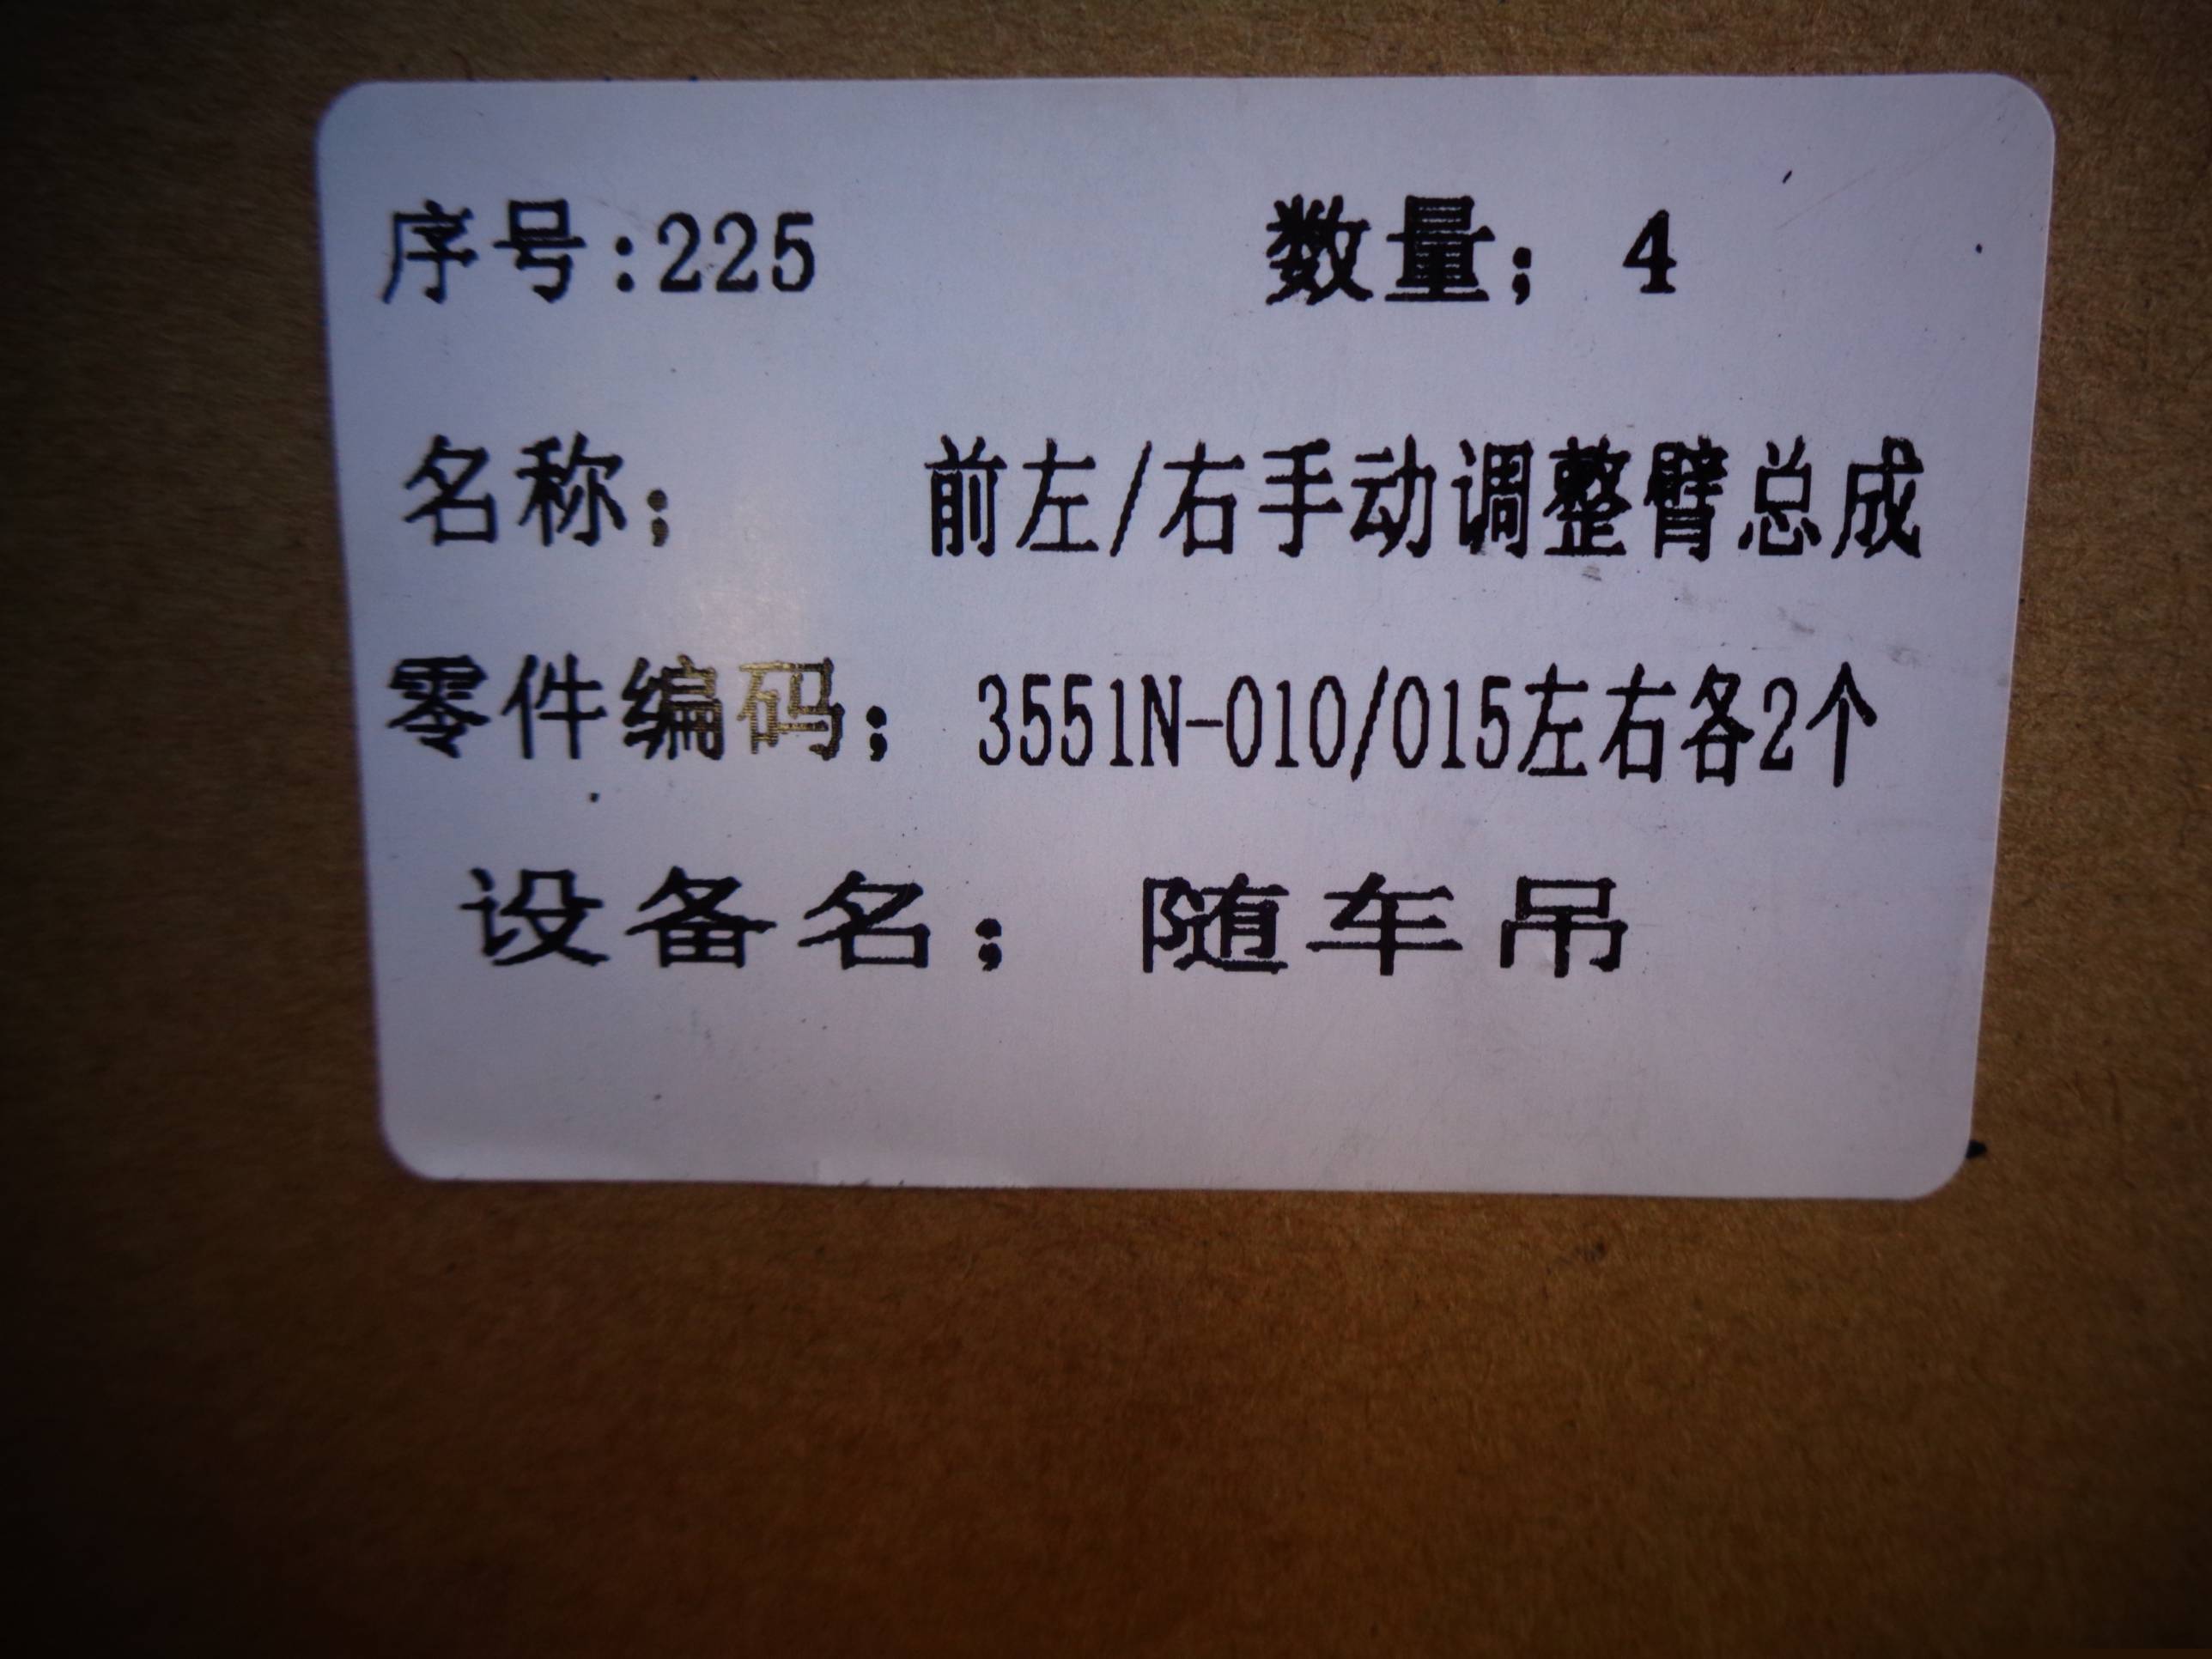 序号:225 数量；4
名称； 前左/右手动调整臂总成
零件编码；3551N-010/015左右各2个
设备名；随车吊